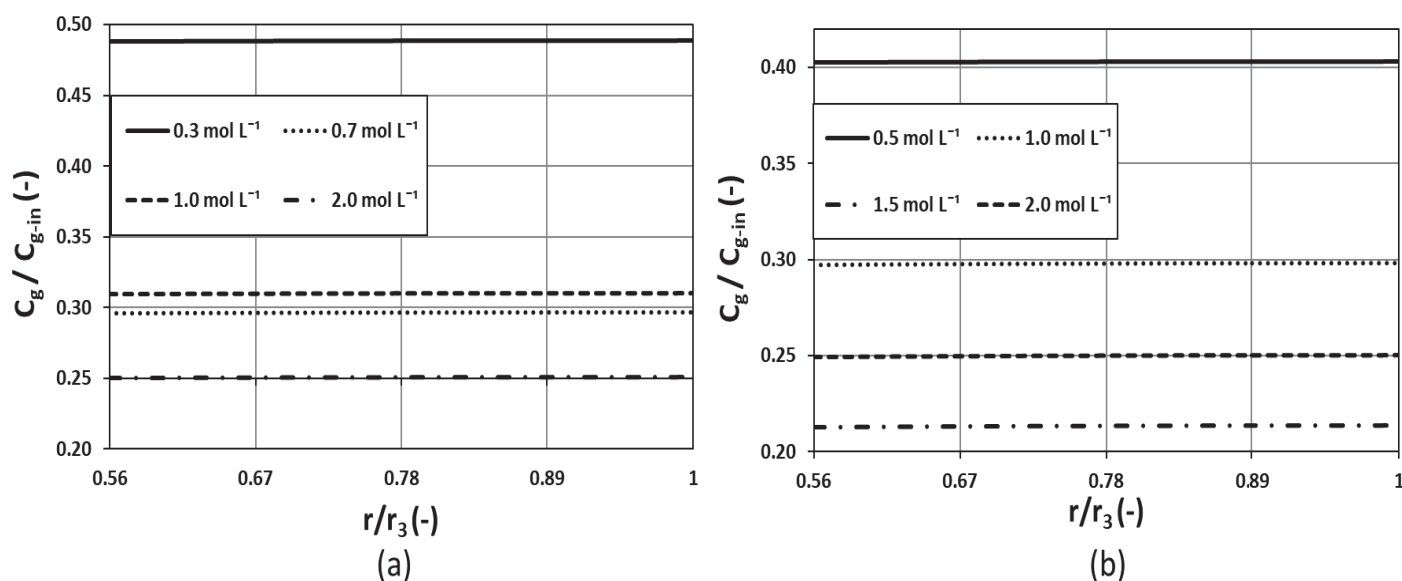 0.50
0.45
0.40
0.35
0.30
0.25
0.20
C_g / C_g-in (-)
0.3 mol L⁻¹ 0.7 mol L⁻¹
1.0 mol L⁻¹ 2.0 mol L⁻¹
0.56 0.67 0.78 0.89 1
r/r₃ (-)
(a)
0.40
0.35
0.30
0.25
0.20
C_g / C_g-in (-)
0.5 mol L⁻¹ 1.0 mol L⁻¹
1.5 mol L⁻¹ 2.0 mol L⁻¹
0.56 0.67 0.78 0.89 1
r/r₃ (-)
(b)